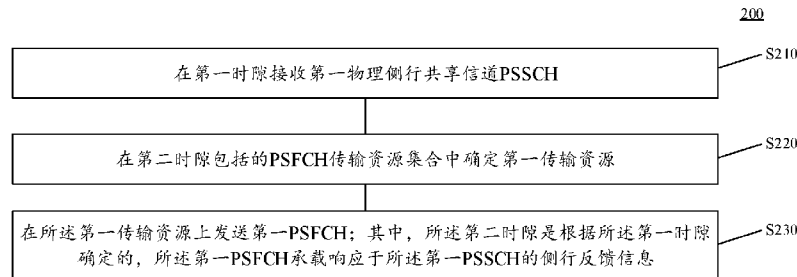 200
在第一时隙接收第一物理侧行共享信道PSSCH
S210
在第二时隙包括的PSFCH传输资源集合中确定第一传输资源
S220
在所述第一传输资源上发送第一PSFCH；其中，所述第二时隙是根据所述第一时隙
确定的，所述第一PSFCH承载响应于所述第一PSSCH的侧行反馈信息
S230